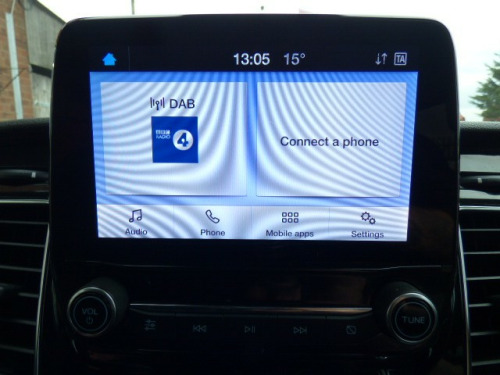 13:05 15° TA
DAB
BBC
RADIO 4
Connect a phone
Audio Phone Mobile apps Settings
VOL TUNE